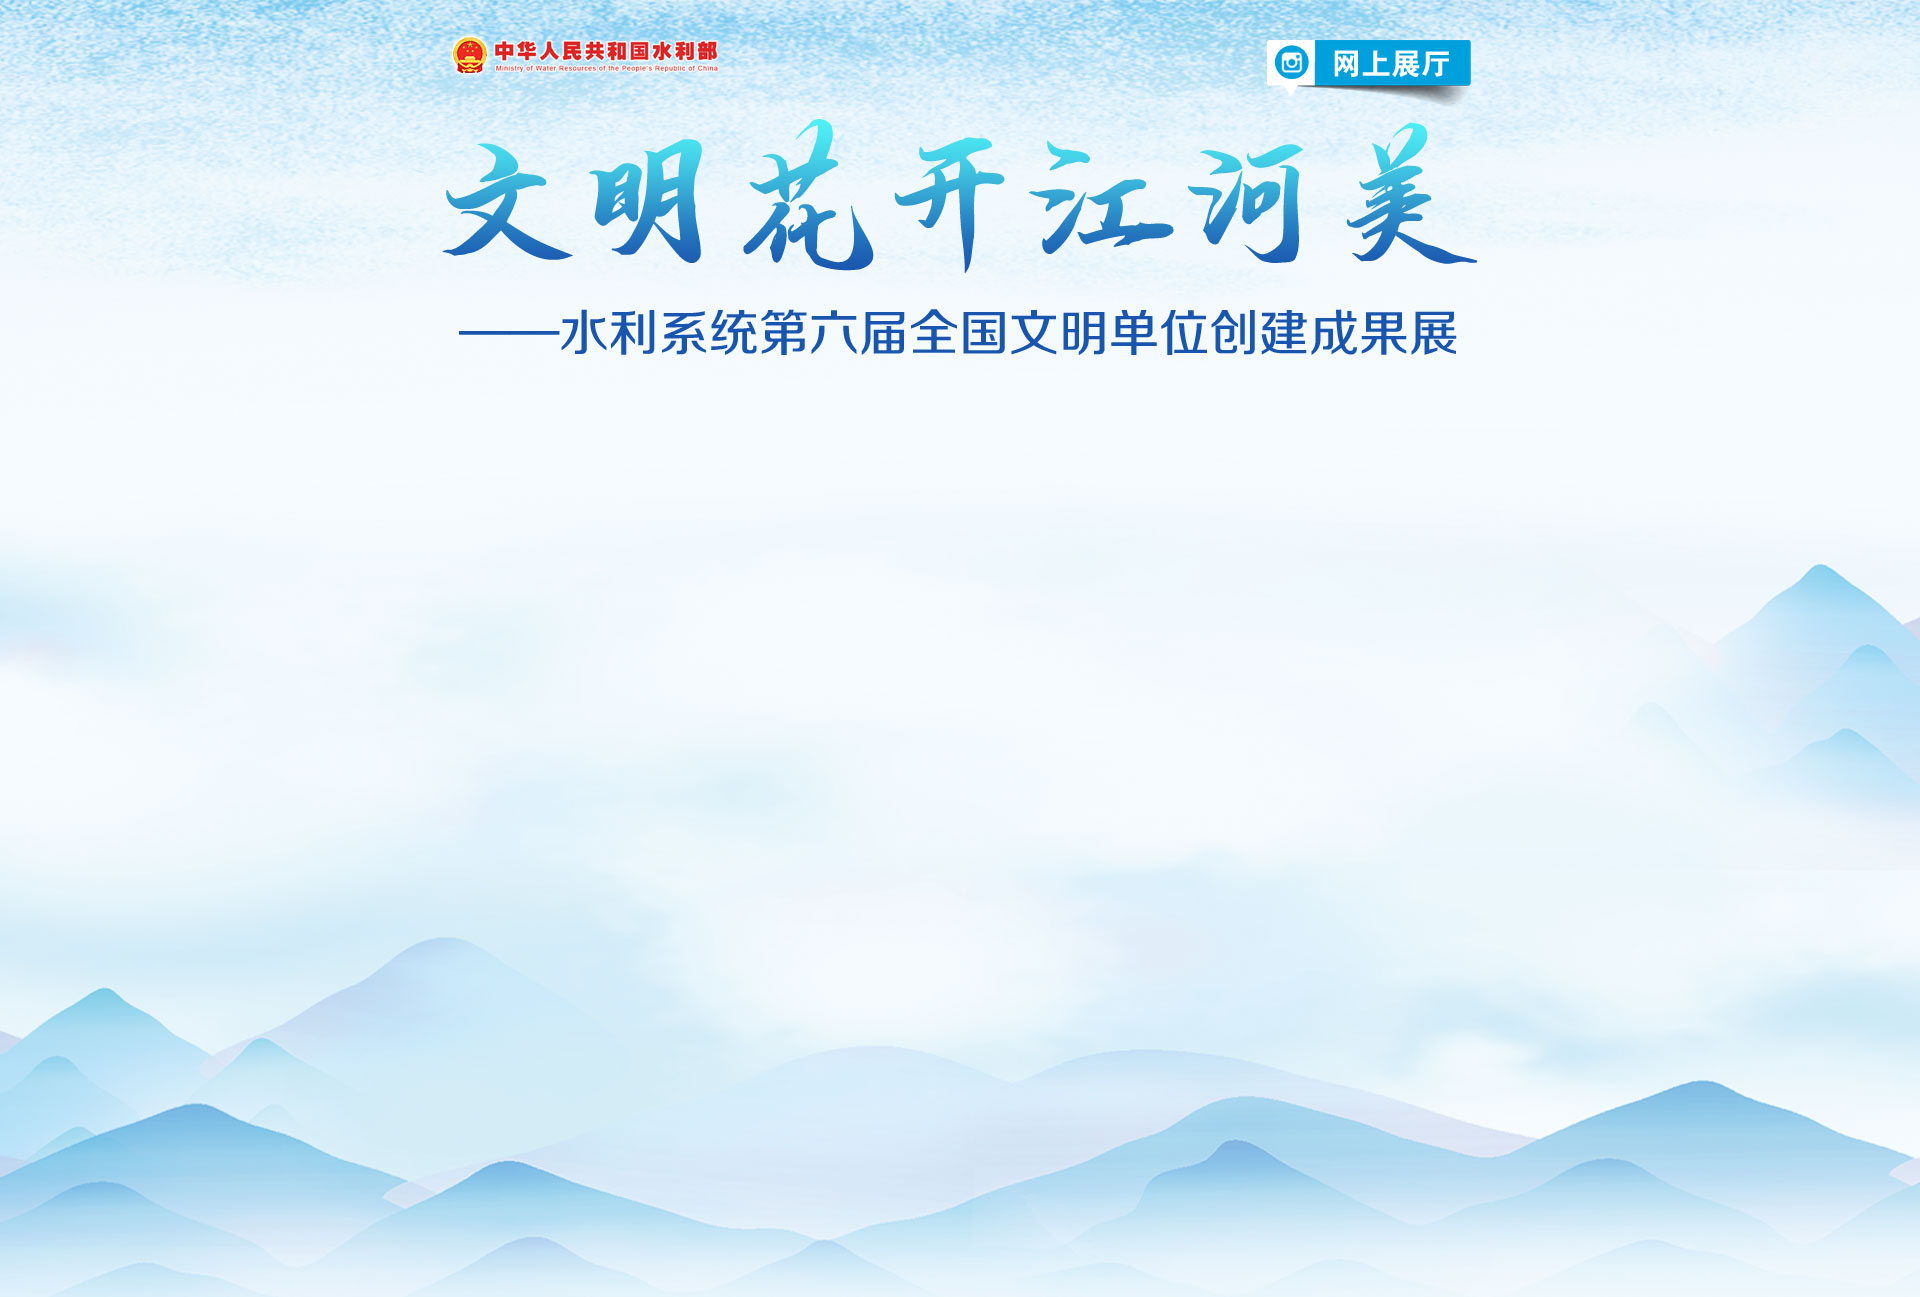 中华人民共和国水利部
Ministry of Water Resources of the People's Republic of China
网上展厅
文明花开江河美
——水利系统第六届全国文明单位创建成果展